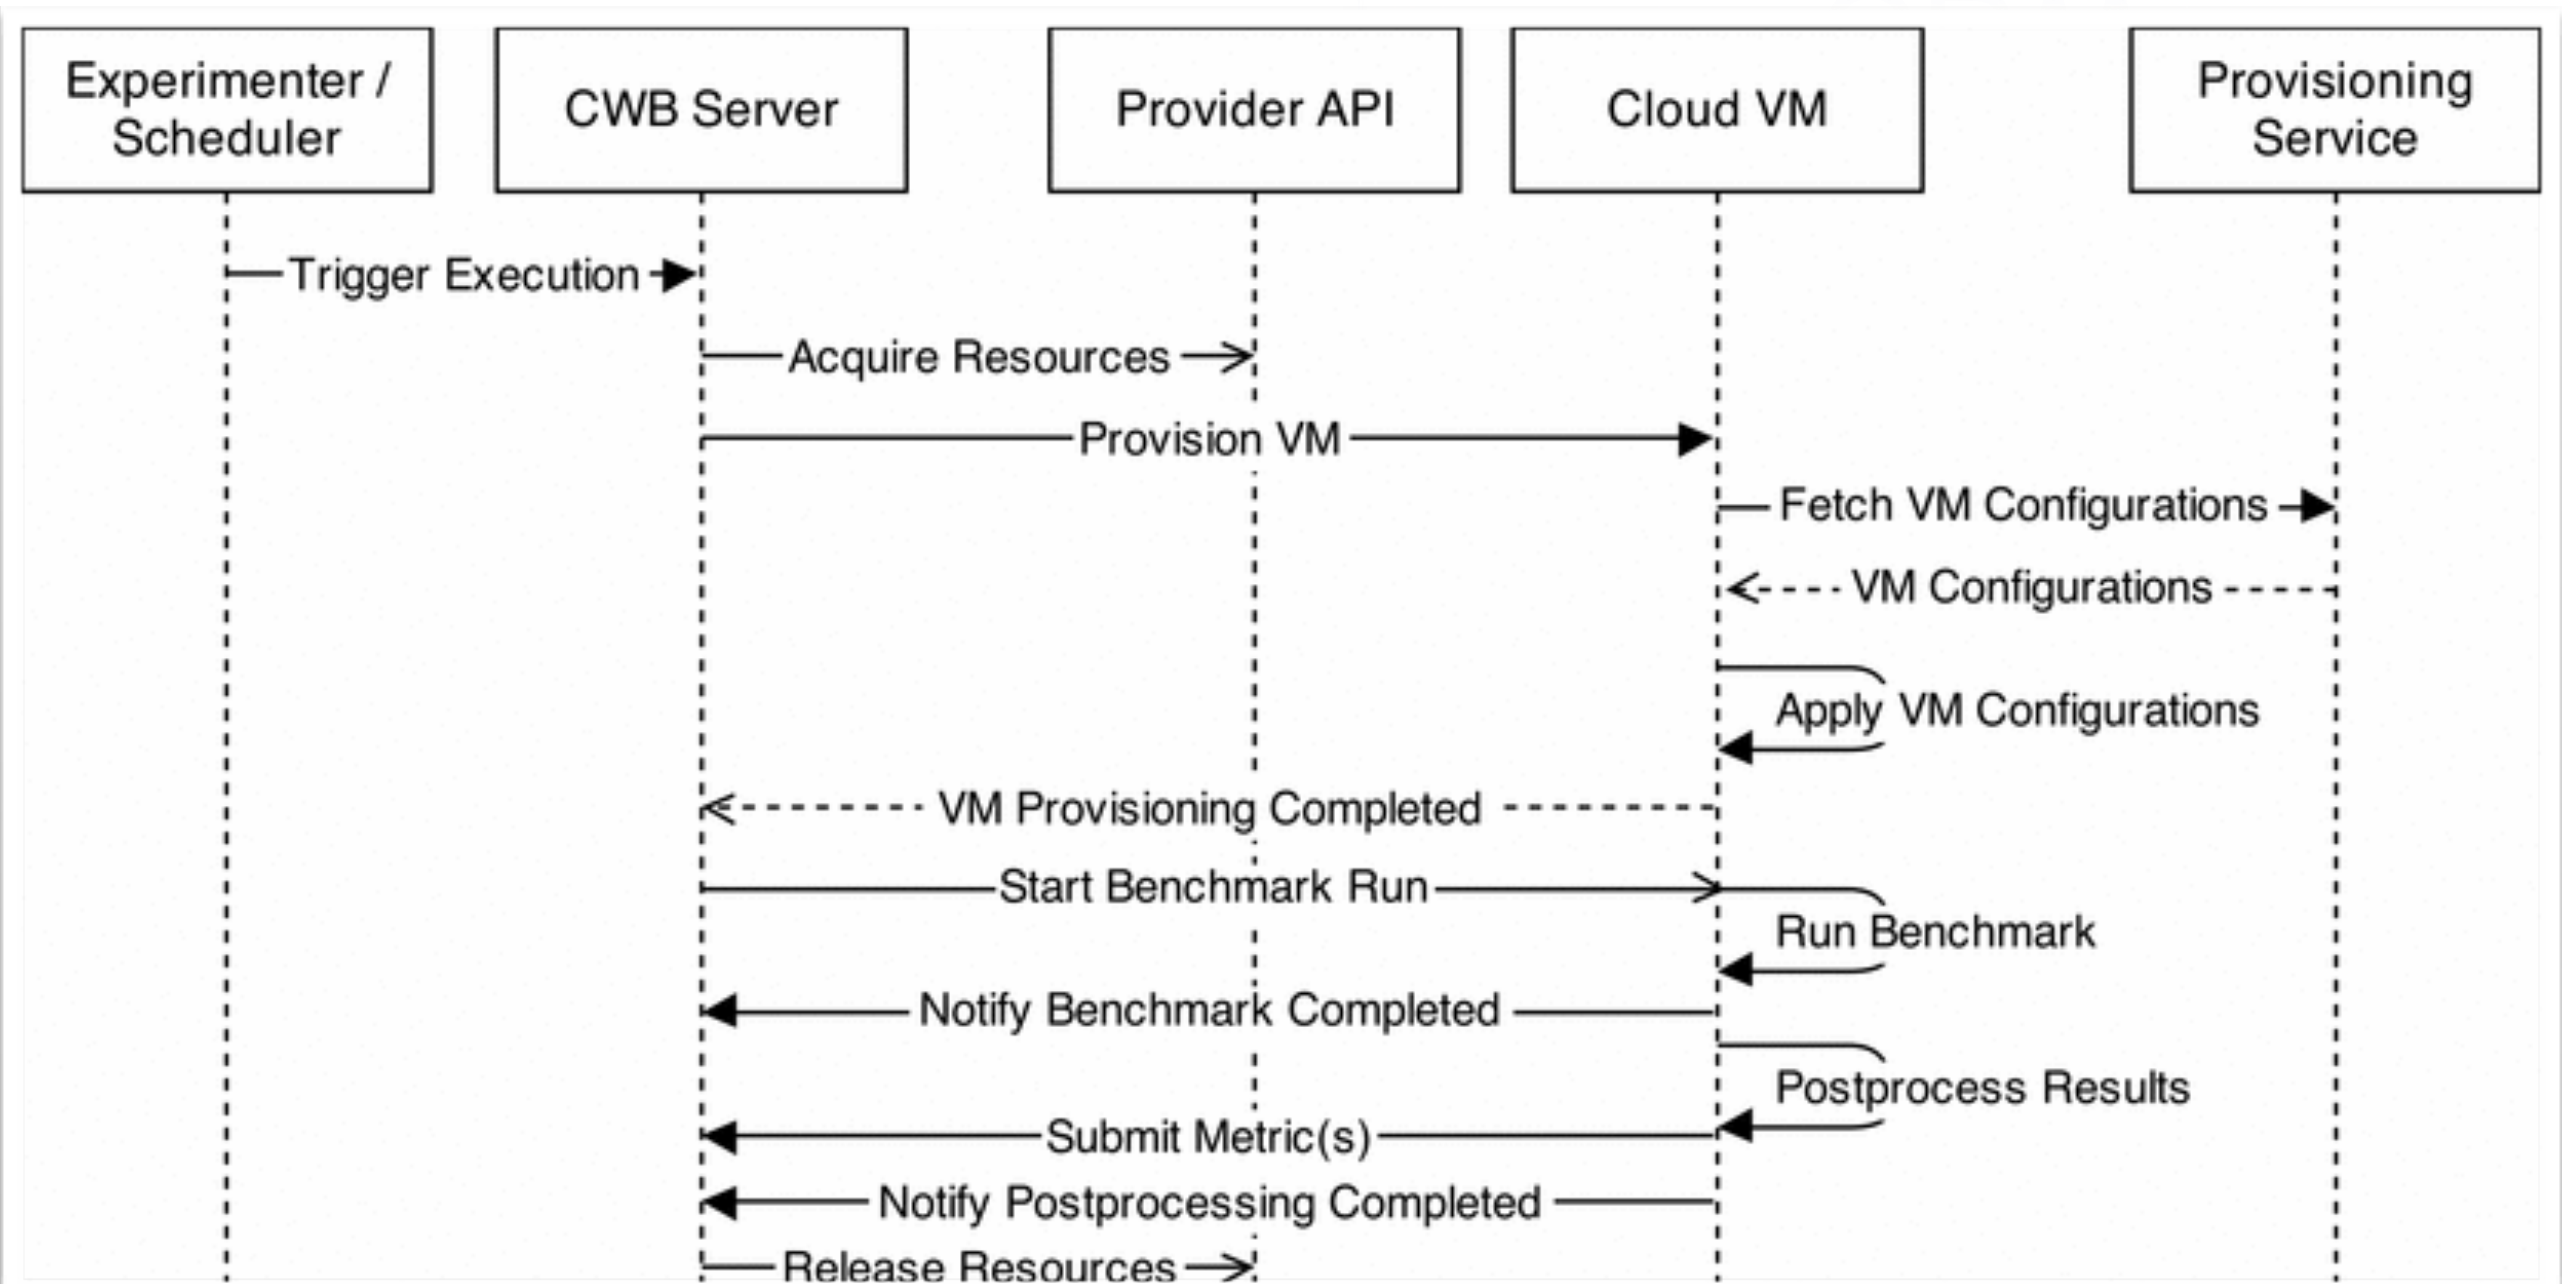 Experimenter /
Scheduler
CWB Server
Provider API
Cloud VM
Provisioning
Service
Trigger Execution
Acquire Resources
Provision VM
Fetch VM Configurations
VM Configurations
Apply VM Configurations
VM Provisioning Completed
Start Benchmark Run
Run Benchmark
Notify Benchmark Completed
Postprocess Results
Submit Metric(s)
Notify Postprocessing Completed
Release Resources